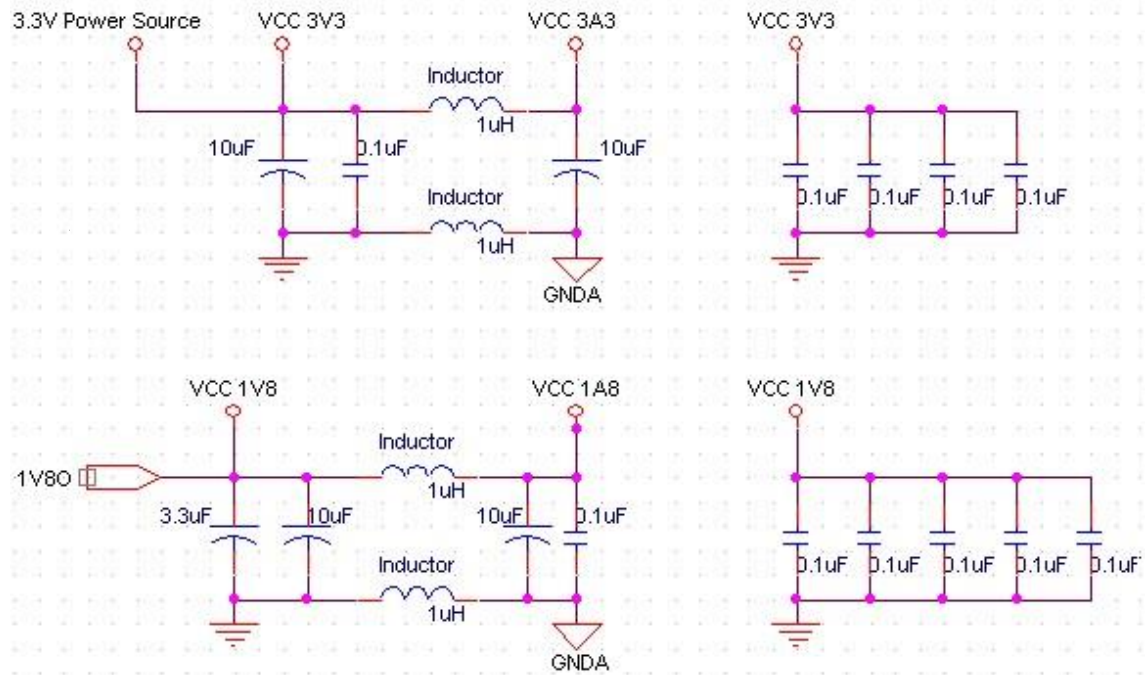 3.3V Power Source VCC 3V3 VCC 3A3 VCC 3V3
Inductor
1uH
10uF 0.1uF 10uF
0.1uF 0.1uF 0.1uF 0.1uF
Inductor
1uH
GNDA
VCC 1V8 VCC 1A8 VCC 1V8
Inductor
1V8O
1uH
3.3uF 10uF 10uF 0.1uF
Inductor
0.1uF 0.1uF 0.1uF 0.1uF 0.1uF
1uH
GNDA